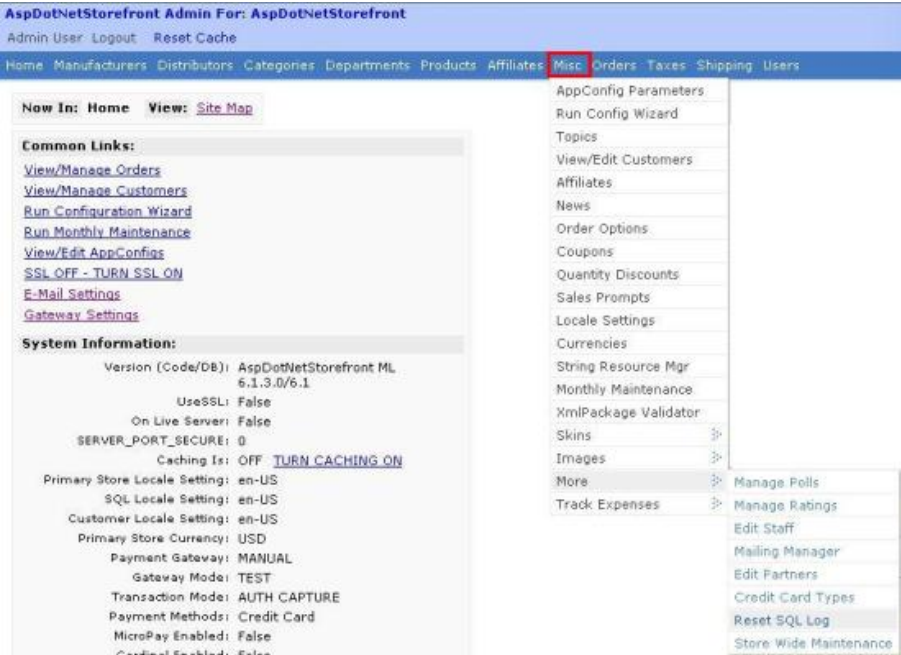 AspDotNetStorefront Admin For: AspDotNetStorefront
Admin User Logout Reset Cache
Home Manufacturers Distributors Categories Departments Products Affiliates Misc Orders Taxes Shipping Users
Now In: Home View: Site Map
Common Links:
View/Manage Orders
View/Manage Customers
Run Configuration Wizard
Run Monthly Maintenance
View/Edit AppConfigs
SSL OFF - TURN SSL ON
E-Mail Settings
Gateway Settings
System Information:
Version (Code/DB): AspDotNetStorefront ML
6.1.3.0/6.1
UseSSL: False
On Live Server: False
SERVER_PORT_SECURE: 0
Caching Is: OFF TURN CACHING ON
Primary Store Locale Setting: en-US
SQL Locale Setting: en-US
Customer Locale Setting: en-US
Primary Store Currency: USD
Payment Gateway: MANUAL
Gateway Mode: TEST
Transaction Mode: AUTH CAPTURE
Payment Methods: Credit Card
MicroPay Enabled: False
Cardinal Enabled: False
AppConfig Parameters
Run Config Wizard
Topics
View/Edit Customers
Affiliates
News
Order Options
Coupons
Quantity Discounts
Sales Prompts
Locale Settings
Currencies
String Resource Mgr
Monthly Maintenance
XmlPackage Validator
Skins
Images
More
Track Expenses
Manage Polls
Manage Ratings
Edit Staff
Mailing Manager
Edit Partners
Credit Card Types
Reset SQL Log
Store Wide Maintenance